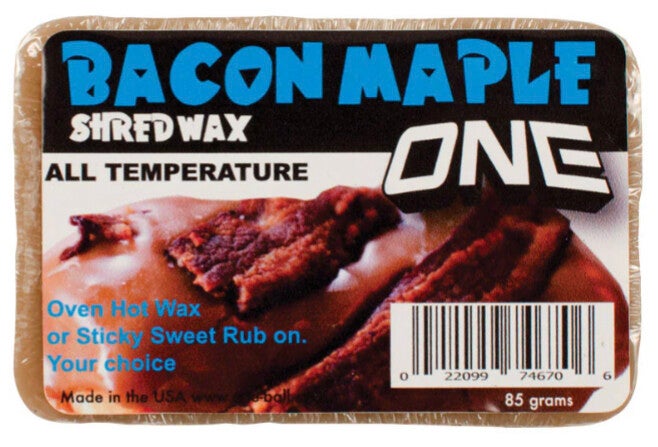 BACON MAPLE
SHRED WAX
ONE
ALL TEMPERATURE
Oven Hot Wax
or Sticky Sweet Rub on.
Your choice
0 22099 74670 6
Made in the USA
85 grams